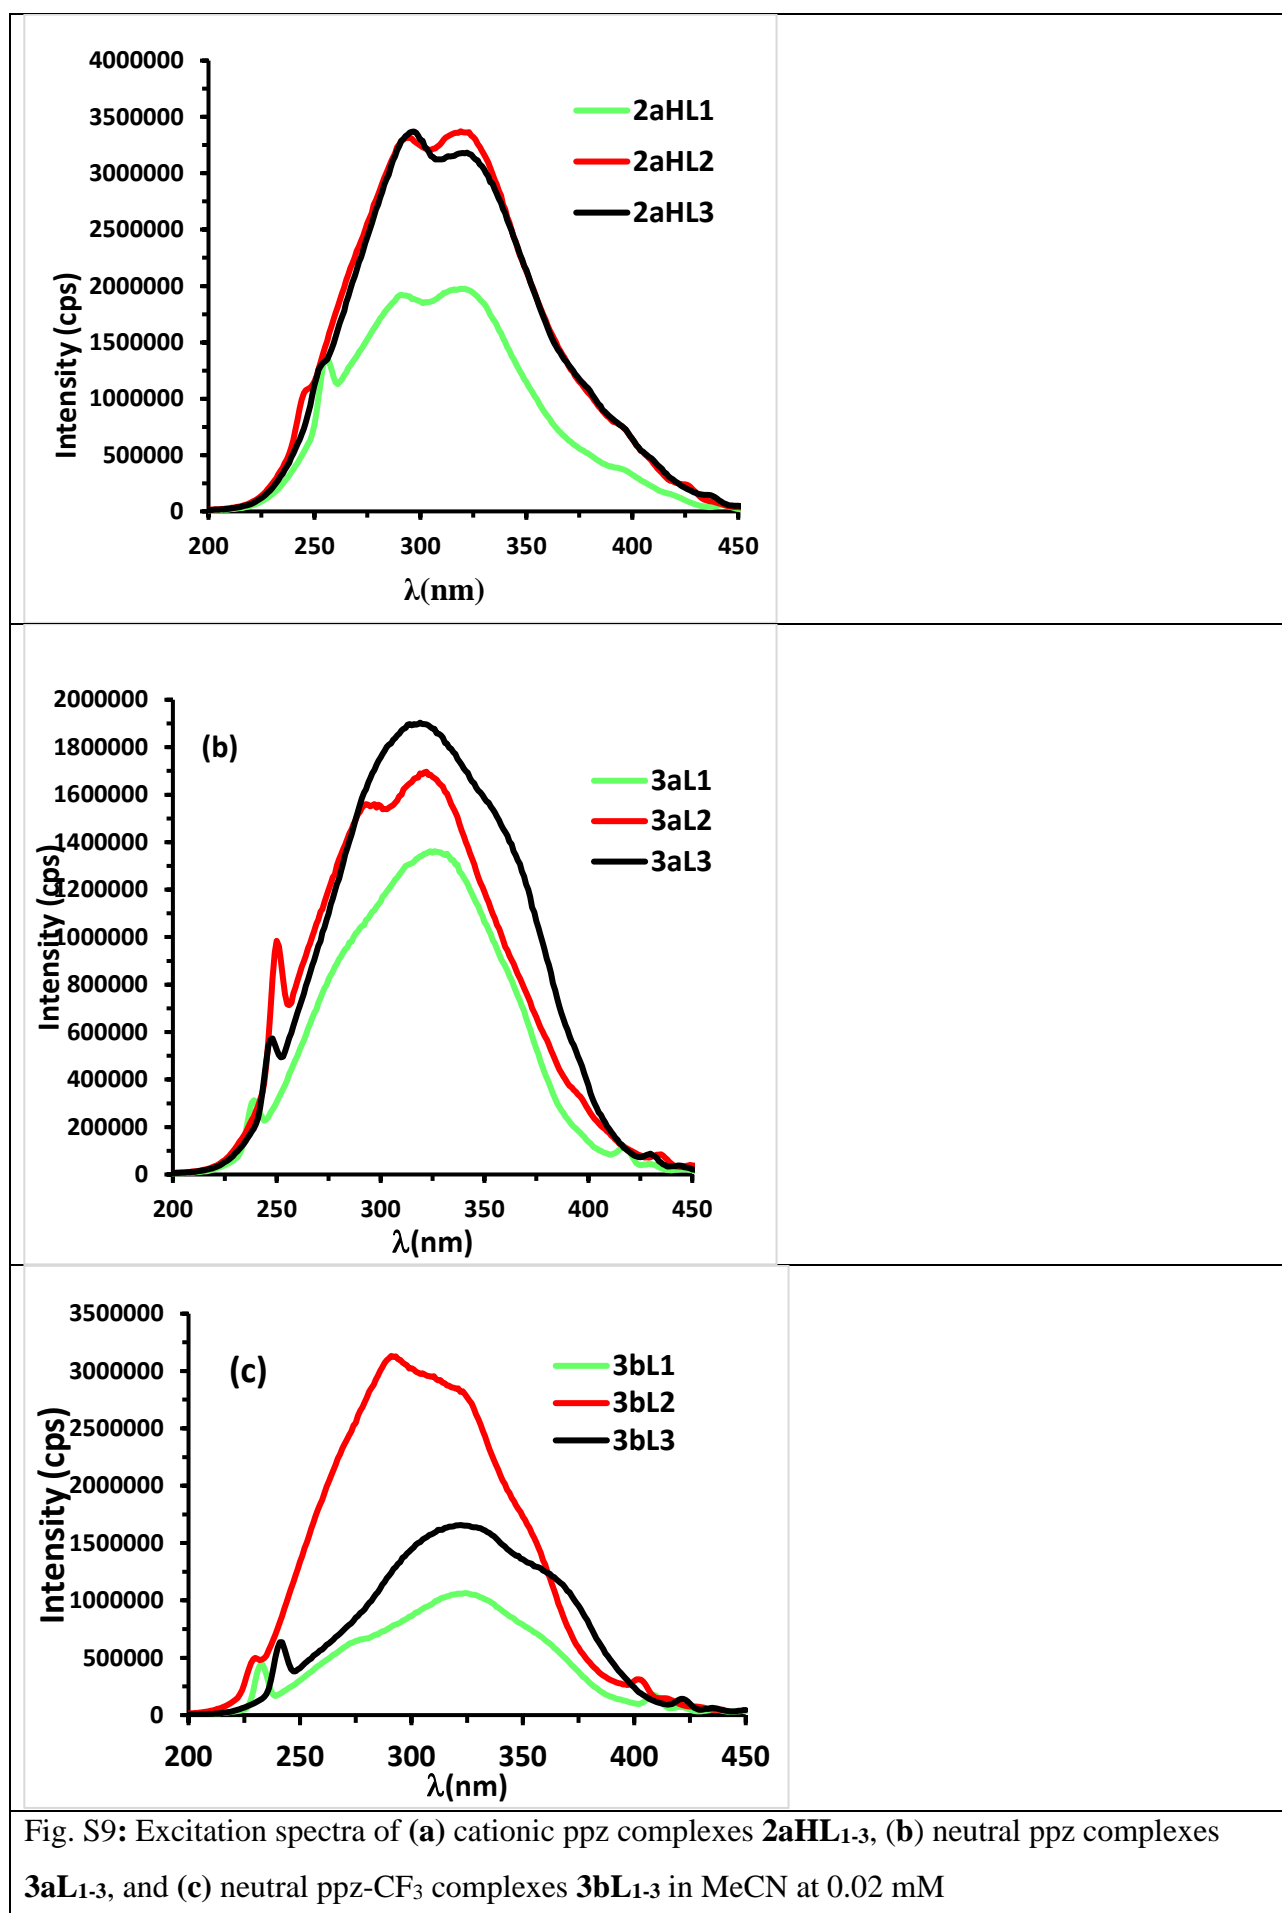 4000000
3500000
3000000
2500000
2000000
1500000
1000000
500000
0
Intensity (cps)
2aHL1
2aHL2
2aHL3
200 250 300 350 400 450
λ(nm)
2000000
1800000
1600000
1400000
1200000
1000000
800000
600000
400000
200000
0
Intensity (cps)
(b)
3aL1
3aL2
3aL3
200 250 300 350 400 450
λ(nm)
3500000
3000000
2500000
2000000
1500000
1000000
500000
0
Intensity (cps)
(c)
3bL1
3bL2
3bL3
200 250 300 350 400 450
λ(nm)
Fig. S9: Excitation spectra of (a) cationic ppz complexes 2aHL1-3, (b) neutral ppz complexes
3aL1-3, and (c) neutral ppz-CF3 complexes 3bL1-3 in MeCN at 0.02 mM